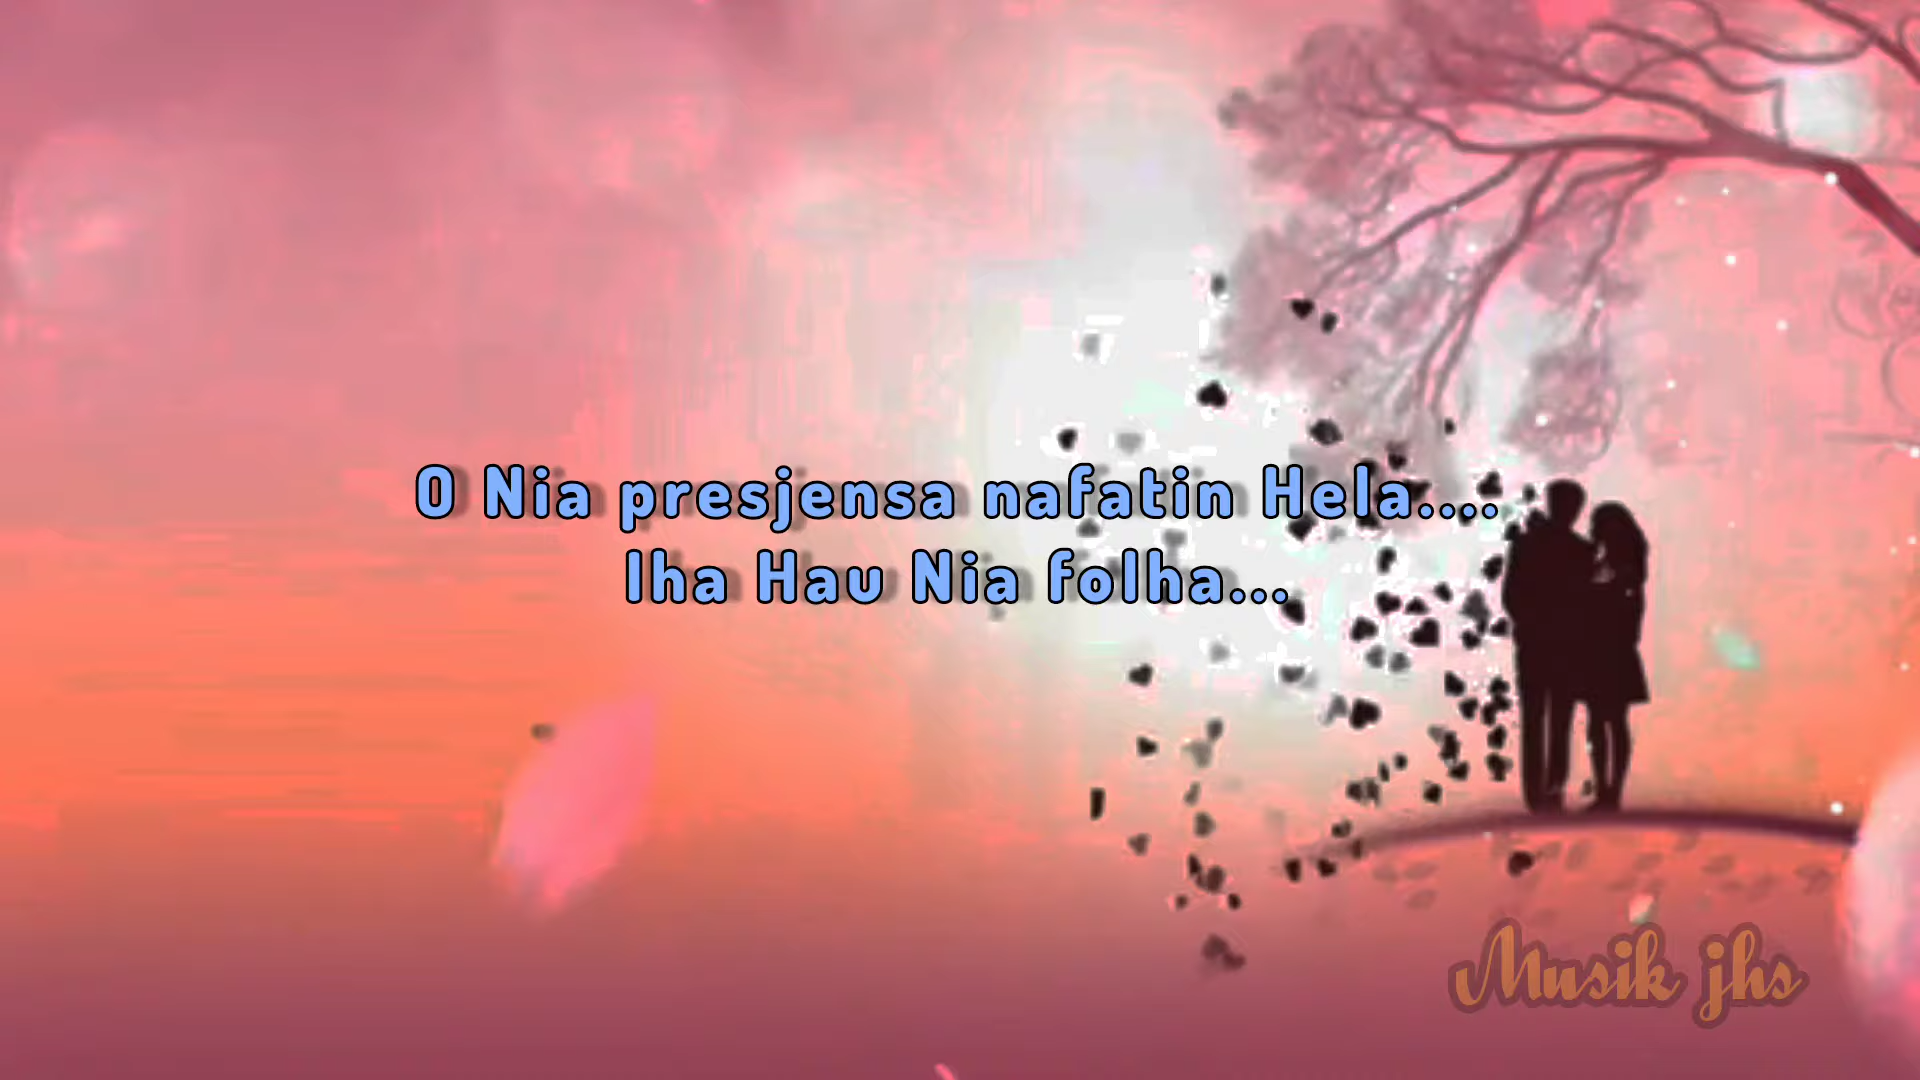 O Nia presjensa nafatin Hela....
Iha Hau Nia folha...
Musik jhs